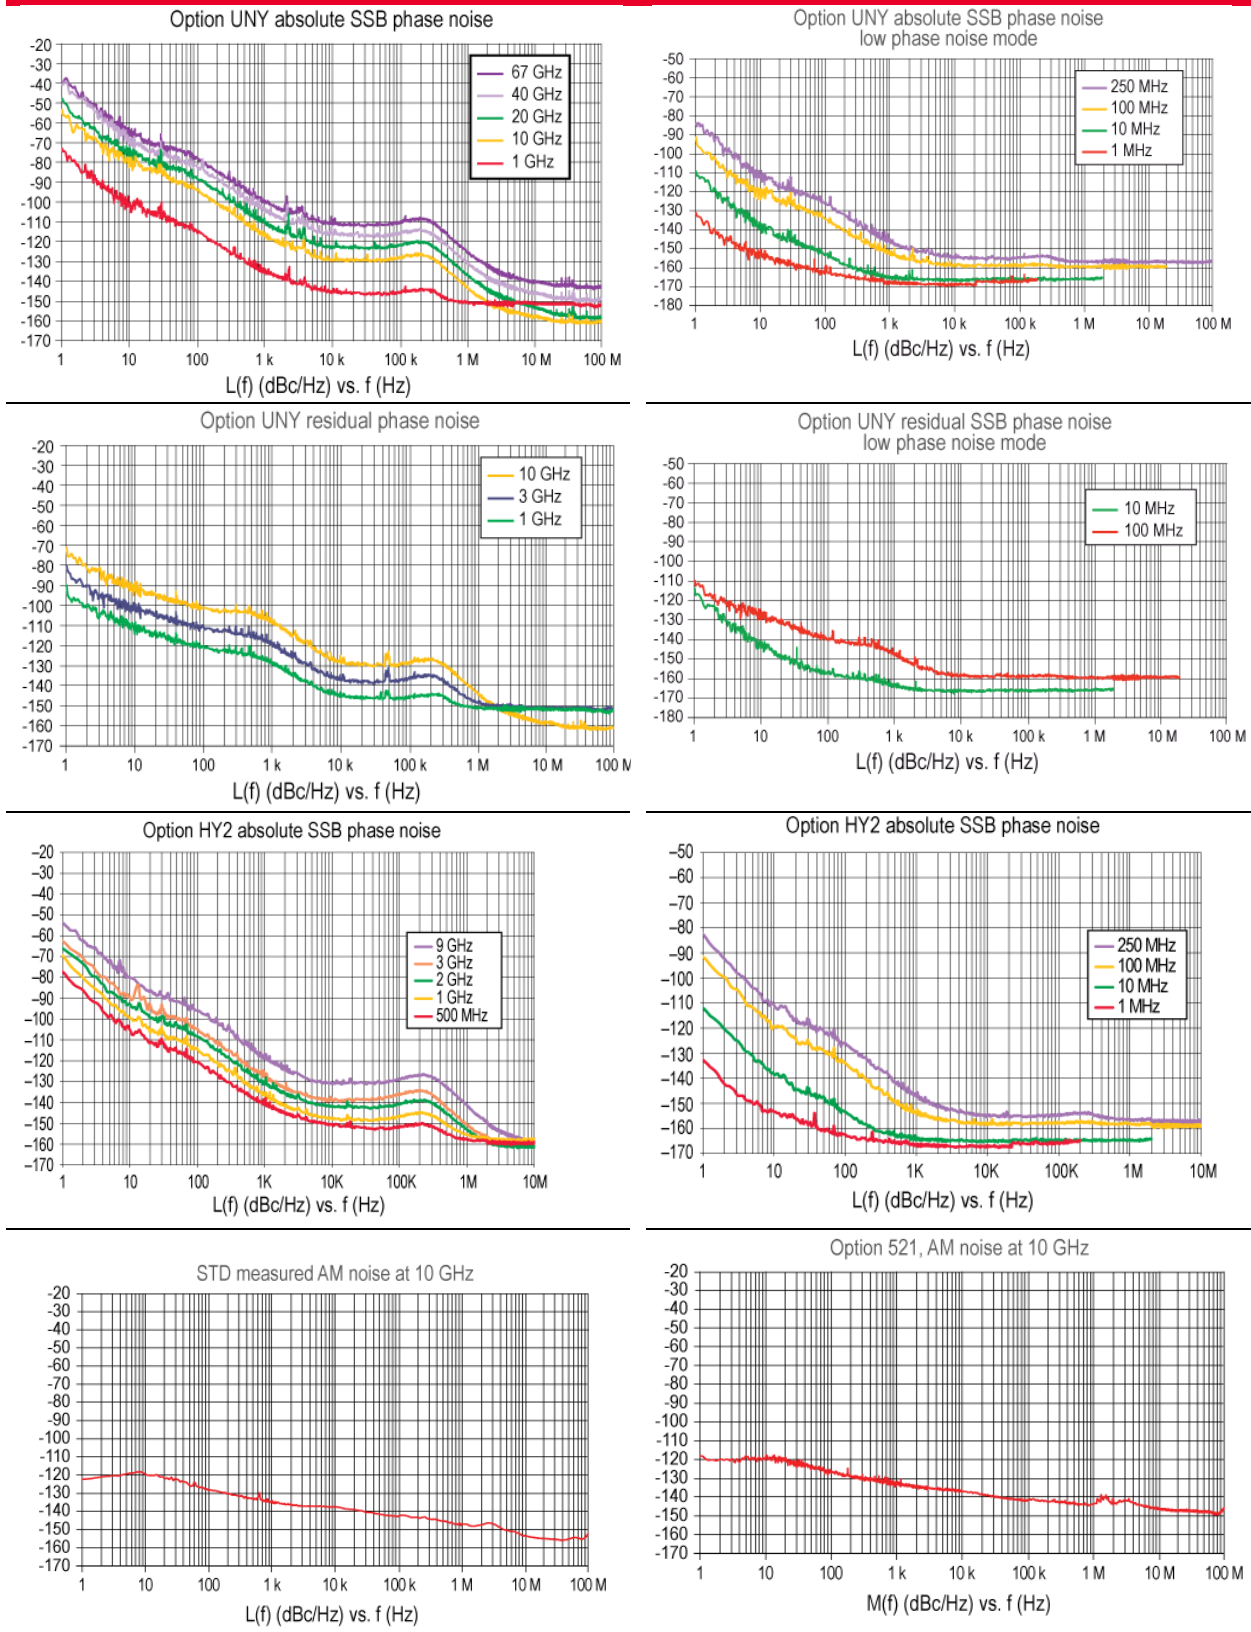 Option UNY absolute SSB phase noise
-20
-30
-40
-50
-60
-70
-80
-90
-100
-110
-120
-130
-140
-150
-160
-170
67 GHz
40 GHz
20 GHz
10 GHz
1 GHz
1 10 100 1 k 10 k 100 k 1 M 10 M 100 M
L(f) (dBc/Hz) vs. f (Hz)
Option UNY absolute SSB phase noise
low phase noise mode
-50
-60
-70
-80
-90
-100
-110
-120
-130
-140
-150
-160
-170
-180
250 MHz
100 MHz
10 MHz
1 MHz
1 10 100 1 k 10 k 100 k 1 M 10 M 100 M
L(f) (dBc/Hz) vs. f (Hz)
Option UNY residual phase noise
-20
-30
-40
-50
-60
-70
-80
-90
-100
-110
-120
-130
-140
-150
-160
-170
10 GHz
3 GHz
1 GHz
1 10 100 1 k 10 k 100 k 1 M 10 M 100 M
L(f) (dBc/Hz) vs. f (Hz)
Option UNY residual SSB phase noise
low phase noise mode
-50
-60
-70
-80
-90
-100
-110
-120
-130
-140
-150
-160
-170
-180
10 MHz
100 MHz
1 10 100 1 k 10 k 100 k 1 M 10 M 100 M
L(f) (dBc/Hz) vs. f (Hz)
Option HY2 absolute SSB phase noise
–20
–30
–40
–50
–60
–70
–80
–90
–100
–110
–120
–130
–140
–150
–160
–170
9 GHz
3 GHz
2 GHz
1 GHz
500 MHz
1 10 100 1K 10K 100K 1M 10M
L(f) (dBc/Hz) vs. f (Hz)
Option HY2 absolute SSB phase noise
–50
–60
–70
–80
–90
–100
–110
–120
–130
–140
–150
–160
–170
250 MHz
100 MHz
10 MHz
1 MHz
1 10 100 1K 10K 100K 1M 10M
L(f) (dBc/Hz) vs. f (Hz)
STD measured AM noise at 10 GHz
-20
-30
-40
-50
-60
-70
-80
-90
-100
-110
-120
-130
-140
-150
-160
-170
1 10 100 1 k 10 k 100 k 1 M 10 M 100 M
L(f) (dBc/Hz) vs. f (Hz)
Option 521, AM noise at 10 GHz
-20
-30
-40
-50
-60
-70
-80
-90
-100
-110
-120
-130
-140
-150
-160
-170
1 10 100 1 k 10 k 100 k 1 M 10 M 100 M
M(f) (dBc/Hz) vs. f (Hz)